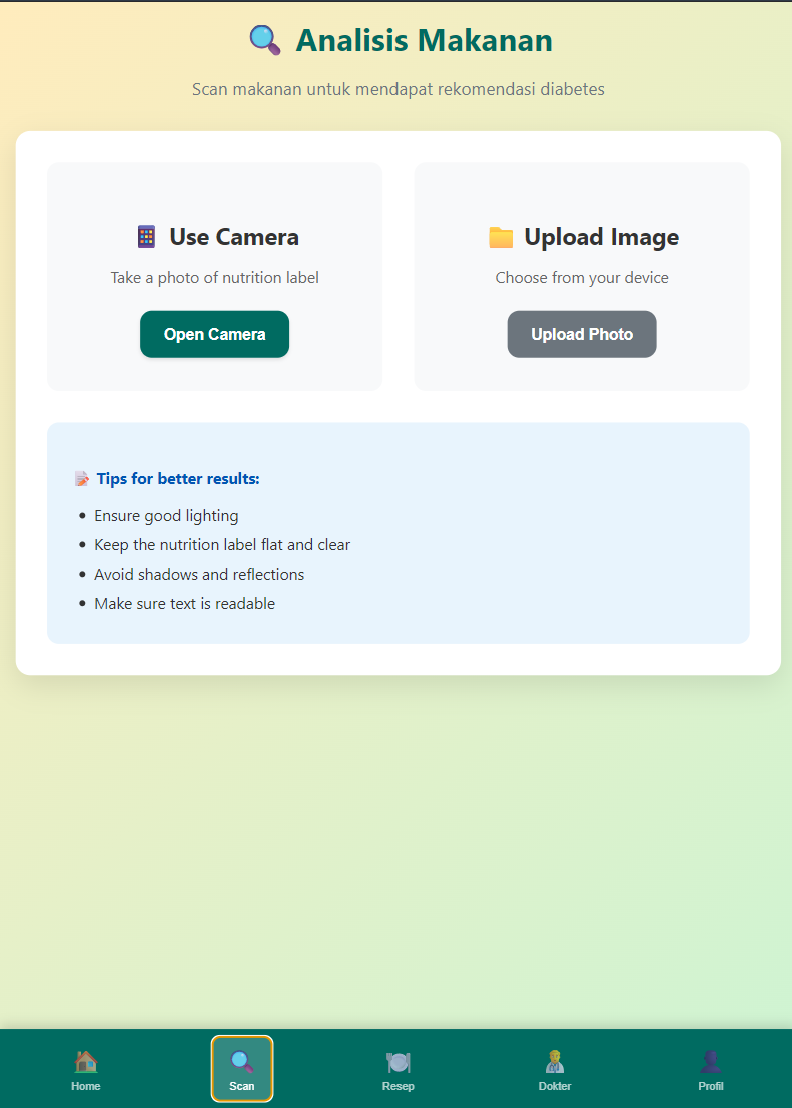 Analisis Makanan
Scan makanan untuk mendapat rekomendasi diabetes
Use Camera
Take a photo of nutrition label
Open Camera
Upload Image
Choose from your device
Upload Photo
Tips for better results:
Ensure good lighting
Keep the nutrition label flat and clear
Avoid shadows and reflections
Make sure text is readable
Home
Scan
Resep
Dokter
Profil